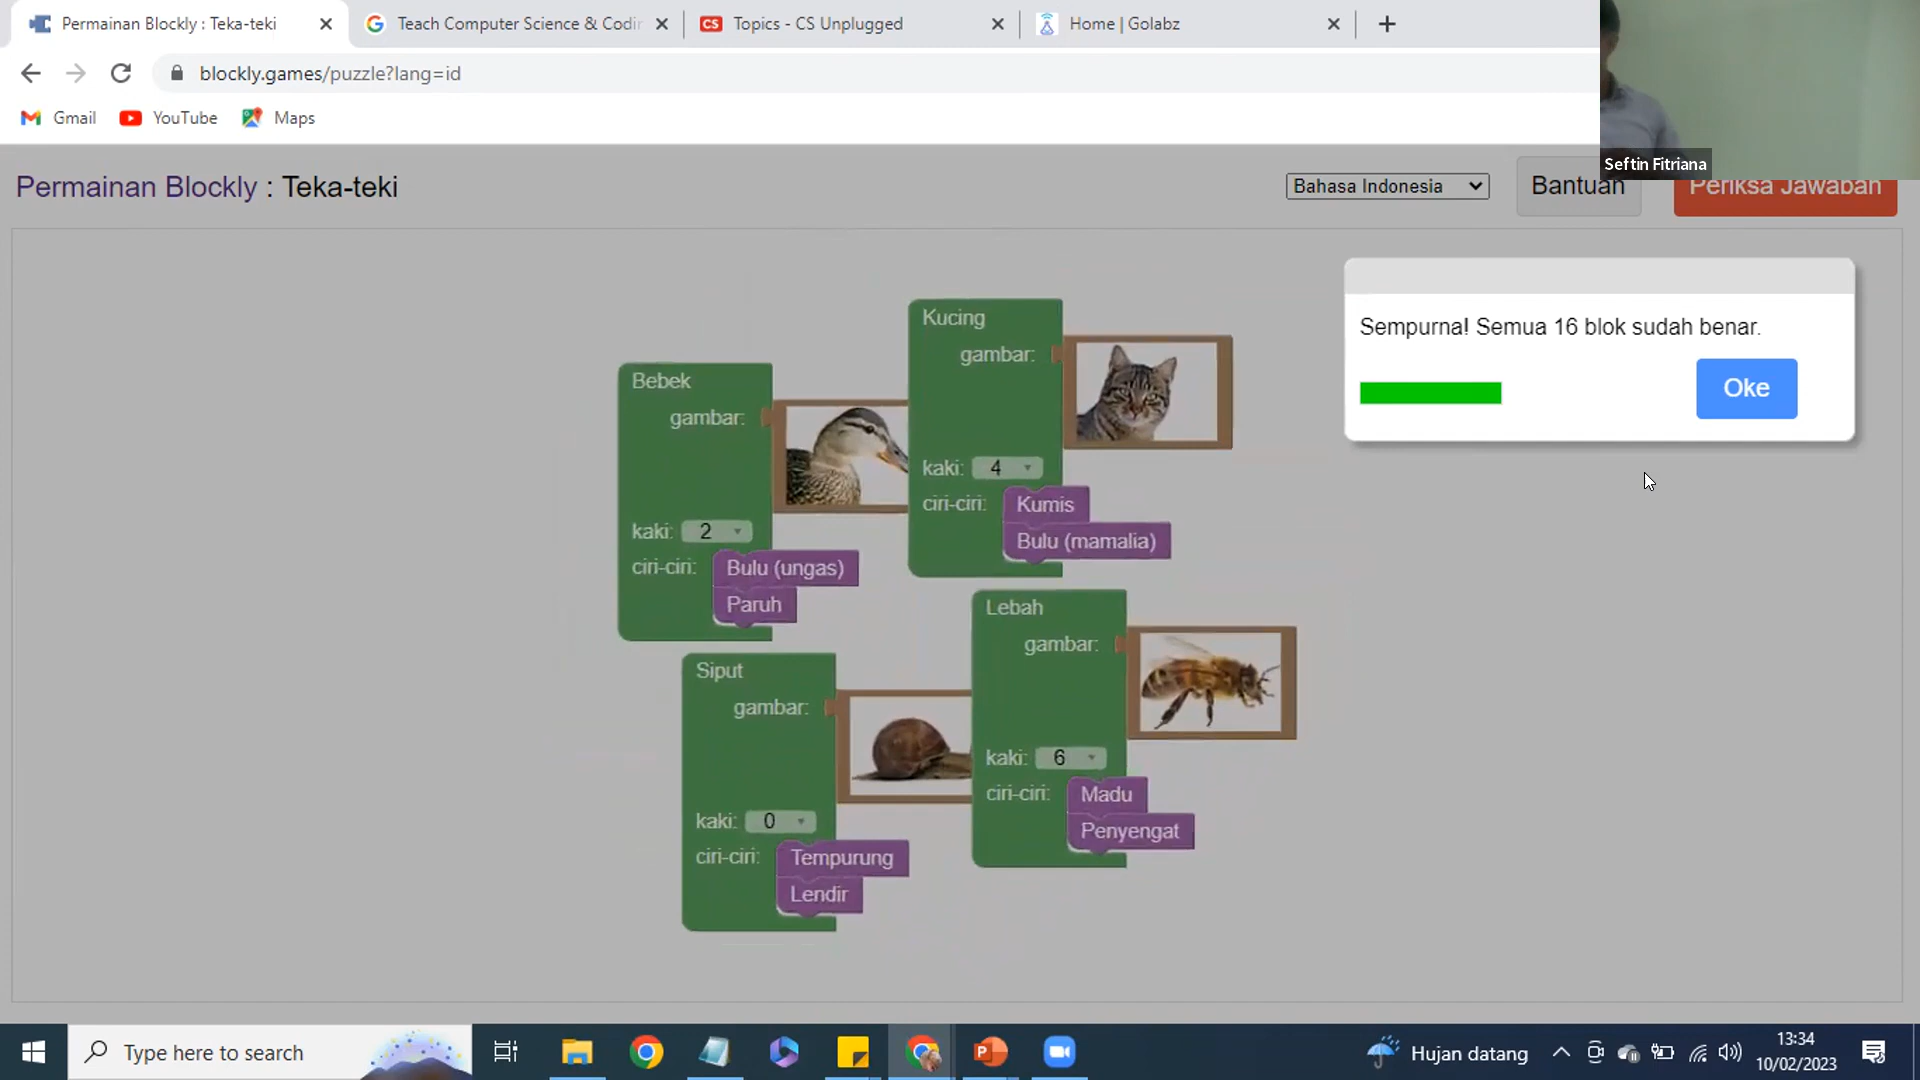 Permainan Blockly : Teka-teki
Teach Computer Science & Codin
CS Topics - CS Unplugged
Home | Golabz
blockly.games/puzzle?lang=id
Gmail YouTube Maps
Seftin Fitriana
Permainan Blockly : Teka-teki
Bahasa Indonesia
Bantuan
Periksa Jawaban
Sempurna! Semua 16 blok sudah benar.
Oke
Kucing
gambar:
kaki: 4
ciri-ciri: Kumis
Bulu (mamalia)
Bebek
gambar:
kaki: 2
ciri-ciri: Bulu (ungas)
Paruh
Lebah
gambar:
kaki: 6
ciri-ciri: Madu
Penyengat
Siput
gambar:
kaki: 0
ciri-ciri: Tempurung
Lendir
Type here to search
Hujan datang
13:34
10/02/2023